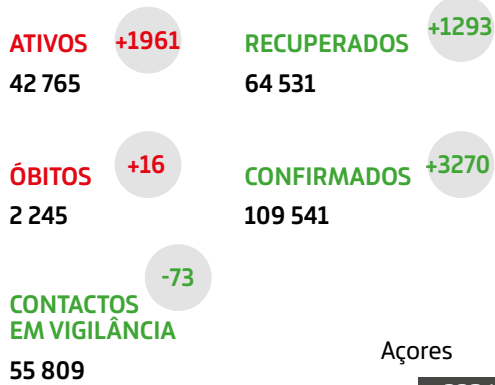 ATIVOS +1961
42 765
RECUPERADOS +1293
64 531
ÓBITOS +16
2 245
CONFIRMADOS +3270
109 541
-73
CONTACTOS
EM VIGILÂNCIA
55 809
Açores